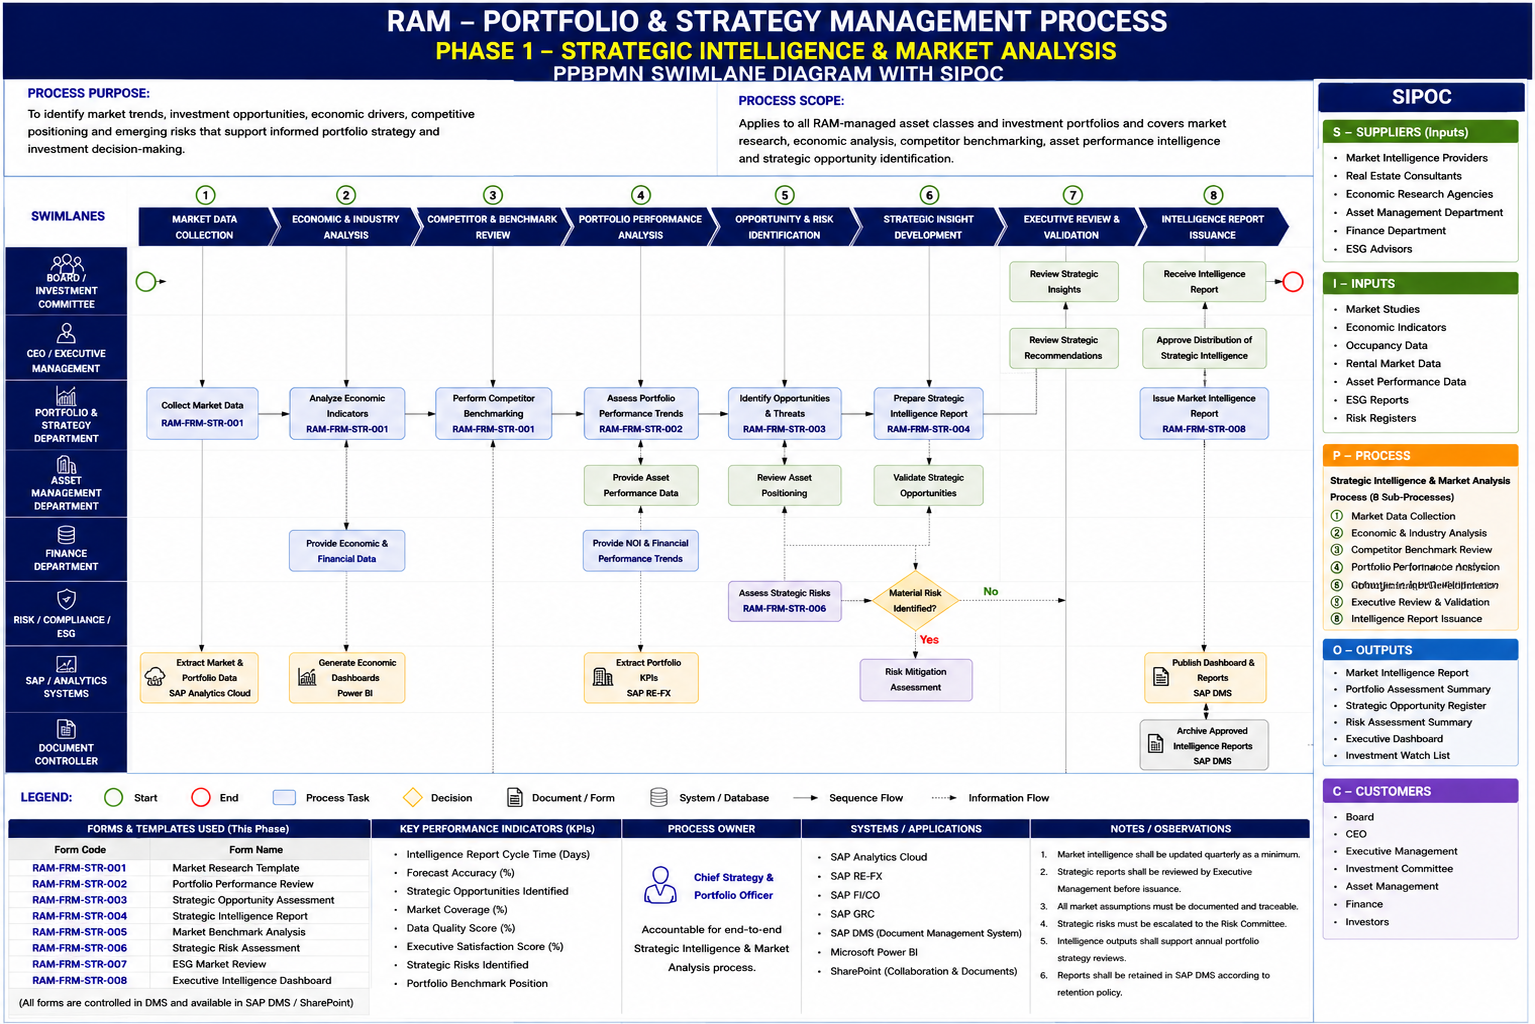 RAM – PORTFOLIO & STRATEGY MANAGEMENT PROCESS
PHASE 1 – STRATEGIC INTELLIGENCE & MARKET ANALYSIS
PPBPMN SWIMLANE DIAGRAM WITH SIPOC
PROCESS PURPOSE:
To identify market trends, investment opportunities, economic drivers, competitive
positioning and emerging risks that support informed portfolio strategy and
investment decision-making.
PROCESS SCOPE:
Applies to all RAM-managed asset classes and investment portfolios and covers market
research, economic analysis, competitor benchmarking, asset performance intelligence
and strategic opportunity identification.
SWIMLANES
1
MARKET DATA
COLLECTION
2
ECONOMIC & INDUSTRY
ANALYSIS
3
COMPETITOR & BENCHMARK
REVIEW
4
PORTFOLIO PERFORMANCE
ANALYSIS
5
OPPORTUNITY & RISK
IDENTIFICATION
6
STRATEGIC INSIGHT
DEVELOPMENT
7
EXECUTIVE REVIEW &
VALIDATION
8
INTELLIGENCE REPORT
ISSUANCE
BOARD /
INVESTMENT
COMMITTEE
Review Strategic
Insights
Receive Intelligence
Report
CEO / EXECUTIVE
MANAGEMENT
Review Strategic
Recommendations
Approve Distribution of
Strategic Intelligence
PORTFOLIO &
STRATEGY
DEPARTMENT
Collect Market Data
RAM-FRM-STR-001
Analyze Economic
Indicators
RAM-FRM-STR-001
Perform Competitor
Benchmarking
RAM-FRM-STR-001
Assess Portfolio
Performance Trends
RAM-FRM-STR-002
Identify Opportunities
& Threats
RAM-FRM-STR-003
Prepare Strategic
Intelligence Report
RAM-FRM-STR-004
Issue Market Intelligence
Report
RAM-FRM-STR-008
ASSET
MANAGEMENT
DEPARTMENT
Provide Asset
Performance Data
Review Asset
Positioning
Validate Strategic
Opportunities
FINANCE
DEPARTMENT
Provide Economic &
Financial Data
Provide NOI & Financial
Performance Trends
RISK / COMPLIANCE /
ESG
Assess Strategic Risks
RAM-FRM-STR-006
Material Risk
Identified?
No
Yes
SAP / ANALYTICS
SYSTEMS
Extract Market &
Portfolio Data
SAP Analytics Cloud
Generate Economic
Dashboards
Power BI
Extract Portfolio
KPIs
SAP RE-FX
Risk Mitigation
Assessment
Publish Dashboard &
Reports
SAP DMS
DOCUMENT
CONTROLLER
Archive Approved
Intelligence Reports
SAP DMS
LEGEND:
Start
End
Process Task
Decision
Document / Form
System / Database
Sequence Flow
Information Flow
FORMS & TEMPLATES USED (This Phase)
Form Code Form Name
RAM-FRM-STR-001 Market Research Template
RAM-FRM-STR-002 Portfolio Performance Review
RAM-FRM-STR-003 Strategic Opportunity Assessment
RAM-FRM-STR-004 Strategic Intelligence Report
RAM-FRM-STR-005 Market Benchmark Analysis
RAM-FRM-STR-006 Strategic Risk Assessment
RAM-FRM-STR-007 ESG Market Review
RAM-FRM-STR-008 Executive Intelligence Dashboard
(All forms are controlled in DMS and available in SAP DMS / SharePoint)
KEY PERFORMANCE INDICATORS (KPIs)
• Intelligence Report Cycle Time (Days)
• Forecast Accuracy (%)
• Strategic Opportunities Identified
• Market Coverage (%)
• Data Quality Score (%)
• Executive Satisfaction Score (%)
• Strategic Risks Identified
• Portfolio Benchmark Position
PROCESS OWNER
Chief Strategy &
Portfolio Officer
Accountable for end-to-end
Strategic Intelligence & Market
Analysis process.
SYSTEMS / APPLICATIONS
• SAP Analytics Cloud
• SAP RE-FX
• SAP FI/CO
• SAP GRC
• SAP DMS (Document Management System)
• Microsoft Power BI
• SharePoint (Collaboration & Documents)
NOTES / OSBERVATIONS
1. Market intelligence shall be updated quarterly as a minimum.
2. Strategic reports shall be reviewed by Executive
Management before issuance.
3. All market assumptions must be documented and traceable.
4. Strategic risks must be escalated to the Risk Committee.
5. Intelligence outputs shall support annual portfolio
strategy reviews.
6. Reports shall be retained in SAP DMS according to
retention policy.
SIPOC
S – SUPPLIERS (Inputs)
• Market Intelligence Providers
• Real Estate Consultants
• Economic Research Agencies
• Asset Management Department
• Finance Department
• ESG Advisors
I – INPUTS
• Market Studies
• Economic Indicators
• Occupancy Data
• Rental Market Data
• Asset Performance Data
• ESG Reports
• Risk Registers
P – PROCESS
Strategic Intelligence & Market Analysis
Process (8 Sub-Processes)
1 Market Data Collection
2 Economic & Industry Analysis
3 Competitor Benchmark Review
4 Portfolio Performance
Executive Review & Validation
8 Intelligence Report Issuance
O – OUTPUTS
• Market Intelligence Report
• Portfolio Assessment Summary
• Strategic Opportunity Register
• Risk Assessment Summary
• Executive Dashboard
• Investment Watch List
C – CUSTOMERS
• Board
• CEO
• Executive Management
• Investment Committee
• Asset Management
• Finance
• Investors